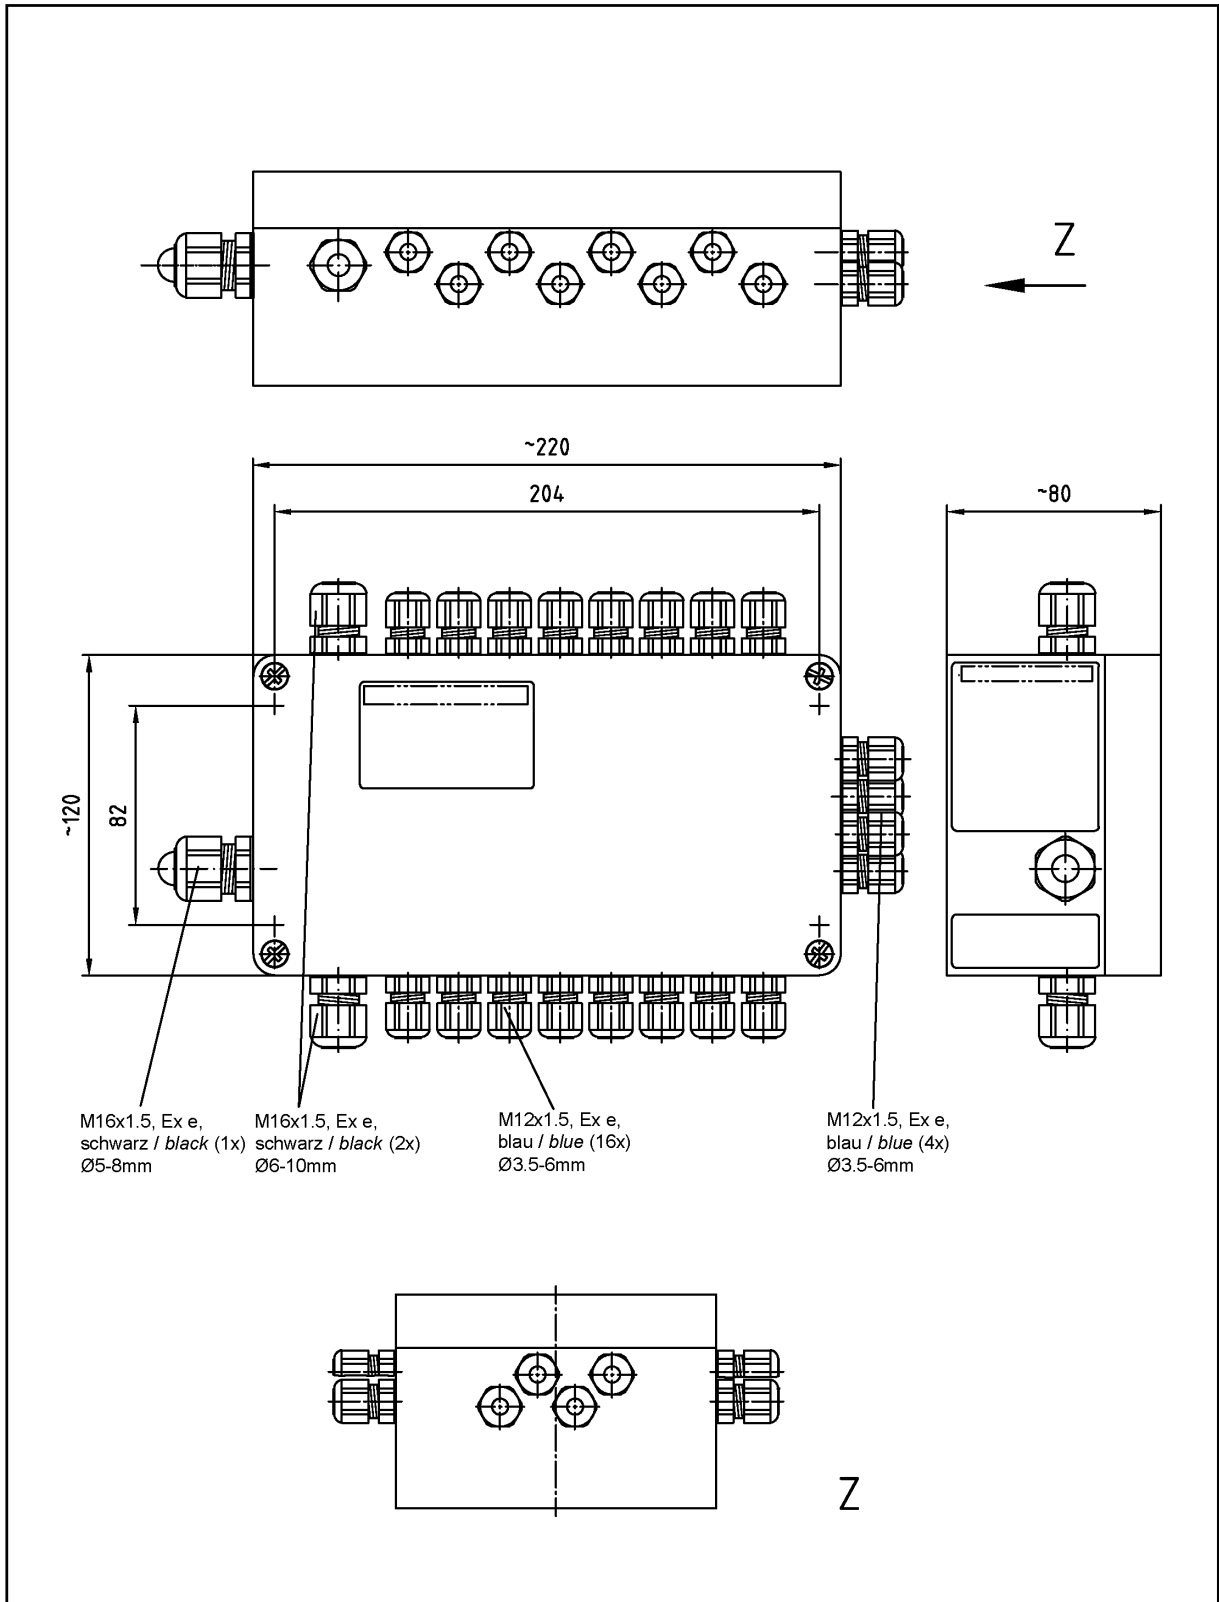 Z
~220
204
~80
~120
82
M16x1.5, Ex e,
schwarz / black (1x)
Ø5-8mm
M16x1.5, Ex e,
schwarz / black (2x)
Ø6-10mm
M12x1.5, Ex e,
blau / blue (16x)
Ø3.5-6mm
M12x1.5, Ex e,
blau / blue (4x)
Ø3.5-6mm
Z